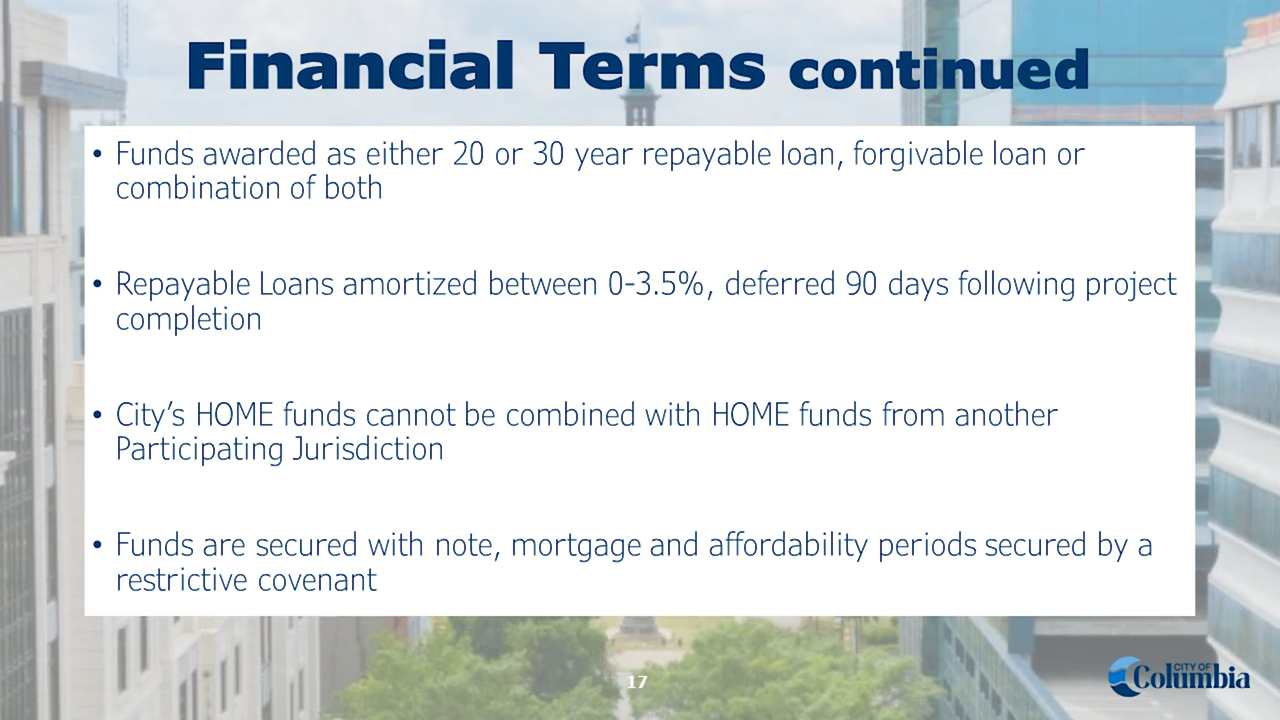 Financial Terms continued
• Funds awarded as either 20 or 30 year repayable loan, forgivable loan or
combination of both
• Repayable Loans amortized between 0-3.5%, deferred 90 days following project
completion
• City’s HOME funds cannot be combined with HOME funds from another
Participating Jurisdiction
• Funds are secured with note, mortgage and affordability periods secured by a
restrictive covenant
17
CITY OF
Columbia